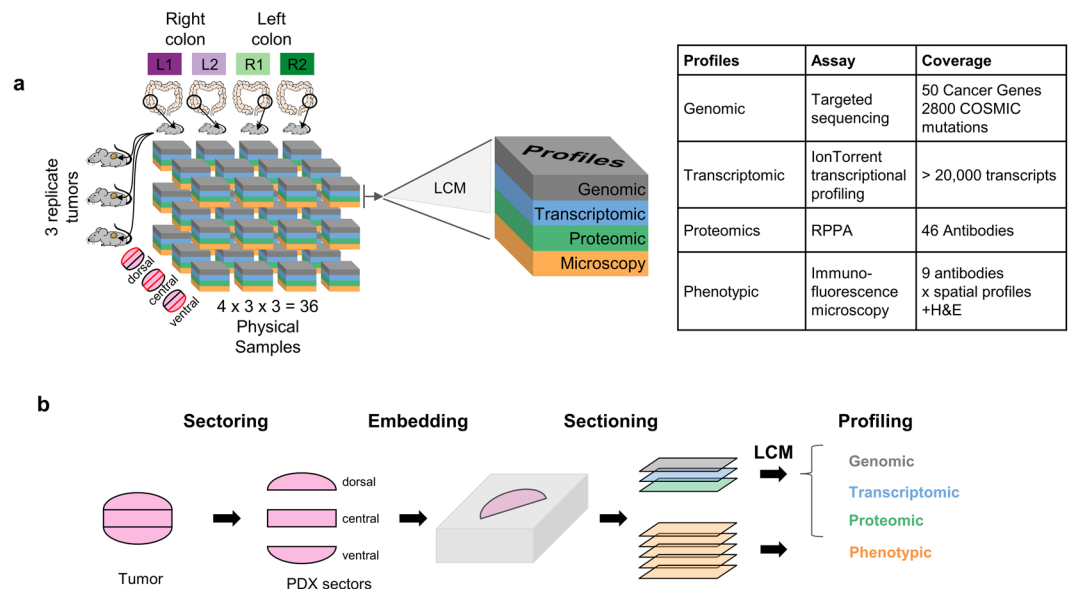 a
Right
colon
Left
colon
L1
L2
R1
R2
3 replicate
tumors
dorsal
central
ventral
4 x 3 x 3 = 36
Physical
Samples
LCM
Profiles
Genomic
Transcriptomic
Proteomic
Microscopy
Profiles Assay Coverage
Genomic
Targeted
sequencing
50 Cancer Genes
2800 COSMIC
mutations
Transcriptomic
IonTorrent
transcriptional
profiling
> 20,000 transcripts
Proteomics RPPA 46 Antibodies
Phenotypic
Immuno-
fluorescence
microscopy
9 antibodies
x spatial profiles
+H&E
b
Sectoring Embedding Sectioning Profiling
Tumor
dorsal
central
ventral
PDX sectors
LCM
Genomic
Transcriptomic
Proteomic
Phenotypic